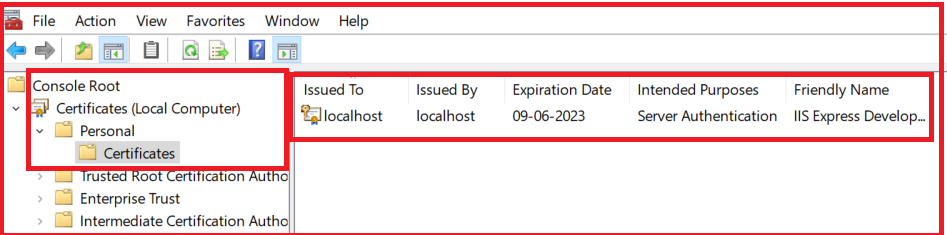 File Action View Favorites Window Help
Console Root
Certificates (Local Computer)
Personal
Certificates
Trusted Root Certification Autho
Enterprise Trust
Intermediate Certification Autho
Issued To Issued By Expiration Date Intended Purposes Friendly Name
localhost localhost 09-06-2023 Server Authentication IIS Express Develop...